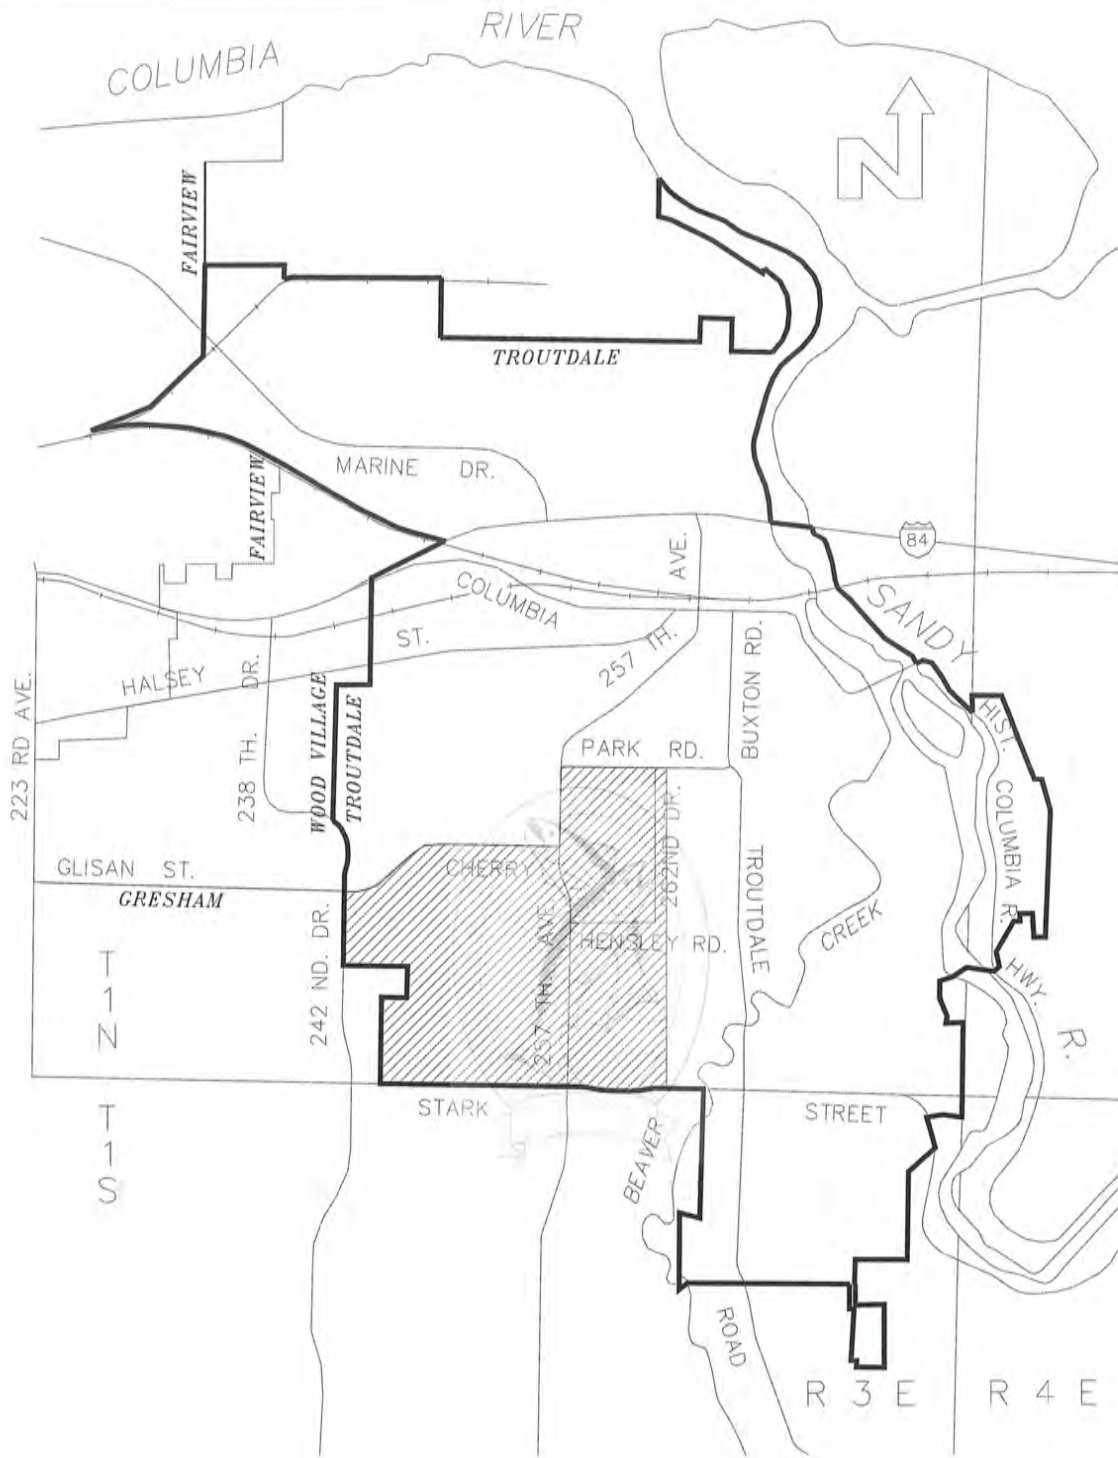 COLUMBIA
RIVER
N
FAIRVIEW
TROUTDALE
MARINE DR.
FAIRVIEW
84
AVE.
COLUMBIA
SANDY
ST.
257 TH.
HALSEY
BUXTON RD.
223 RD AVE.
238 TH. DR.
WOOD VILLAGE
TROUTDALE
PARK RD.
HIST.
COLUMBIA R.
HWY.
GLISAN ST.
GRESHAM
CHERRY
262ND DR.
TROUTDALE
CREEK
HENSLEY RD.
257 TH. AVE.
242 ND. DR.
T1N
R.
STARK
STREET
T1S
BEAVER
ROAD
R 3 E
R 4 E